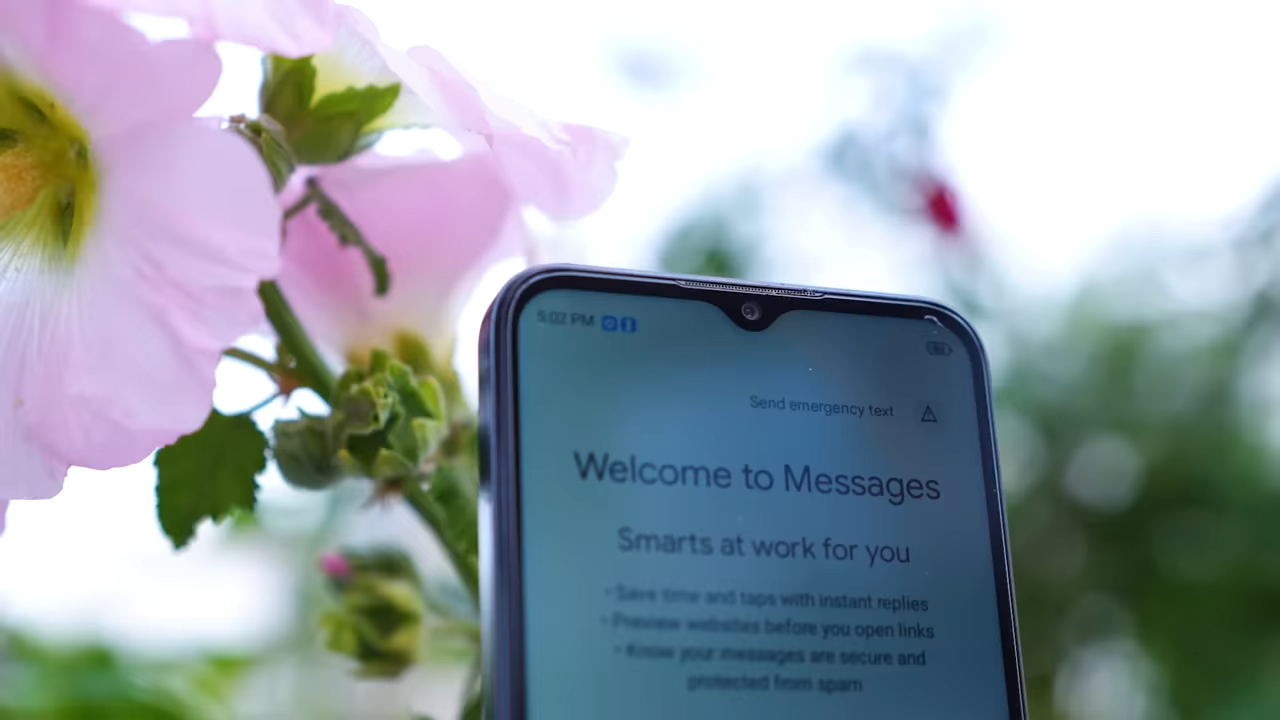 5:02 PM
Send emergency text
Welcome to Messages
Smarts at work for you
• Save time and taps with instant replies
• Preview websites before you open links
• Know your messages are secure and
protected from spam